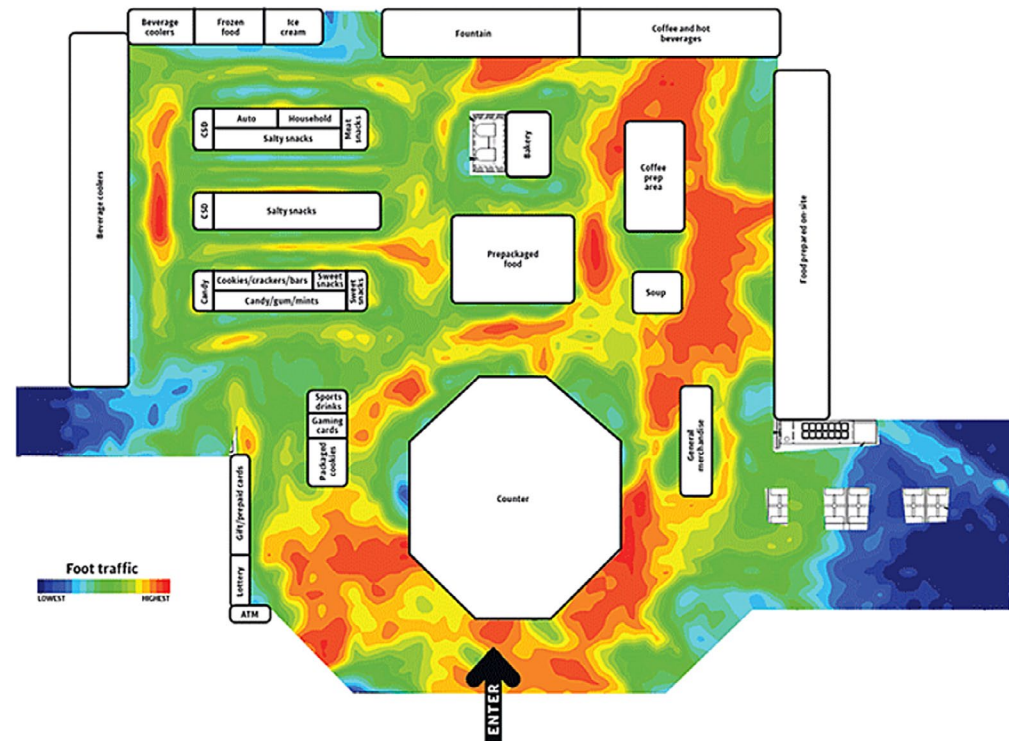 Beverage
coolers
Frozen
food
Ice
cream
Fountain
Coffee and hot
beverages
Beverage coolers
CSD
Auto
Household
Salty snacks
Meat
snacks
Bakery
Coffee
prep
area
Food prepared on-site
CSD
Salty snacks
Prepackaged
food
Candy
Cookies/crackers/bars
Sweet
snacks
Candy/gum/mints
Sweet
snacks
Soup
Sports
drinks
Gaming
cards
Packaged
cookies
General
merchandise
Counter
Gift/prepaid cards
Lottery
ATM
Foot traffic
LOWEST
HIGHEST
ENTER